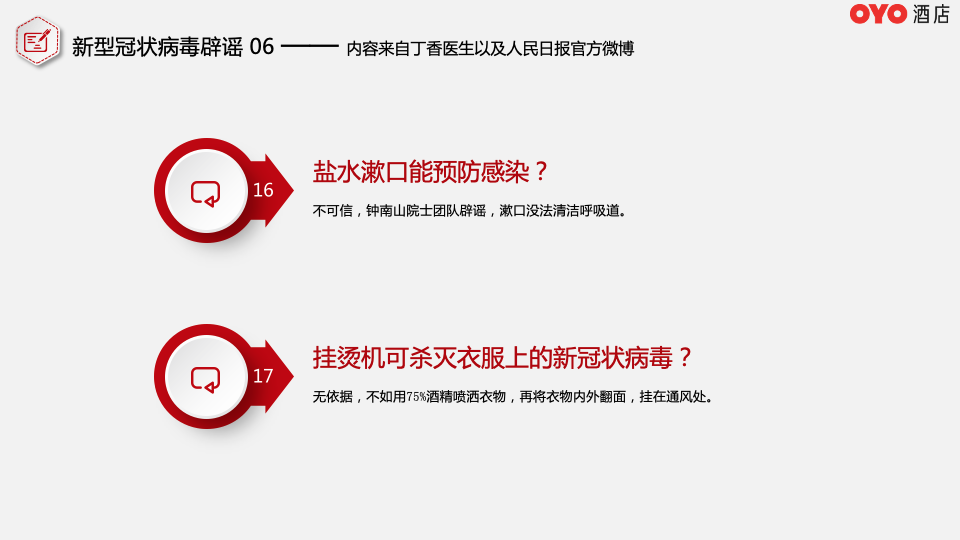 OYO 酒店
新型冠状病毒辟谣 06 —— 内容来自丁香医生以及人民日报官方微博
16
盐水漱口能预防感染？
不可信，钟南山院士团队辟谣，漱口没法清洁呼吸道。
17
挂烫机可杀灭衣服上的新冠状病毒？
无依据，不如用75%酒精喷洒衣物，再将衣物内外翻面，挂在通风处。